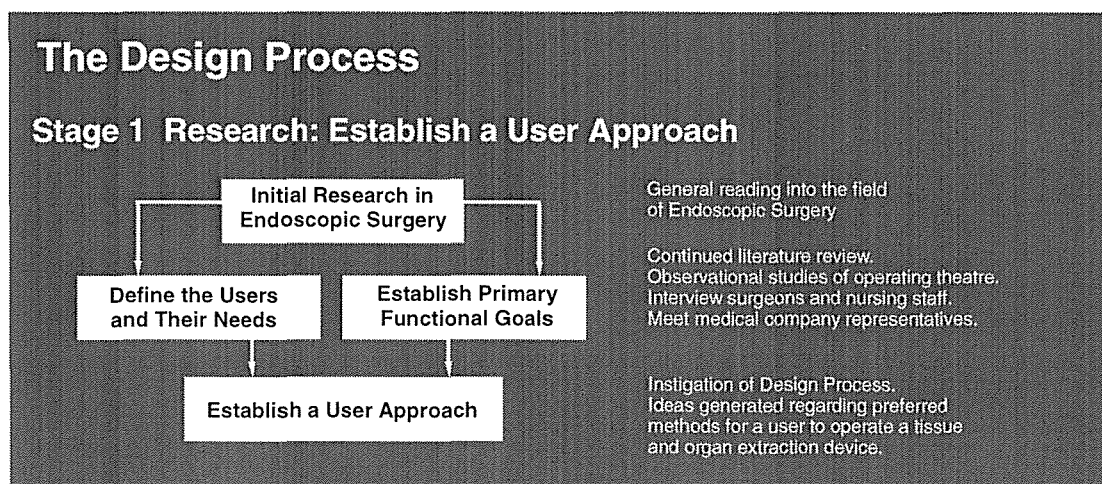 The Design Process
Stage 1 Research: Establish a User Approach
Initial Research in
Endoscopic Surgery
General reading into the field
of Endoscopic Surgery
Define the Users
and Their Needs
Establish Primary
Functional Goals
Continued literature review.
Observational studies of operating theatre.
Interview surgeons and nursing staff.
Meet medical company representatives.
Establish a User Approach
Instigation of Design Process.
Ideas generated regarding preferred
methods for a user to operate a tissue
and organ extraction device.